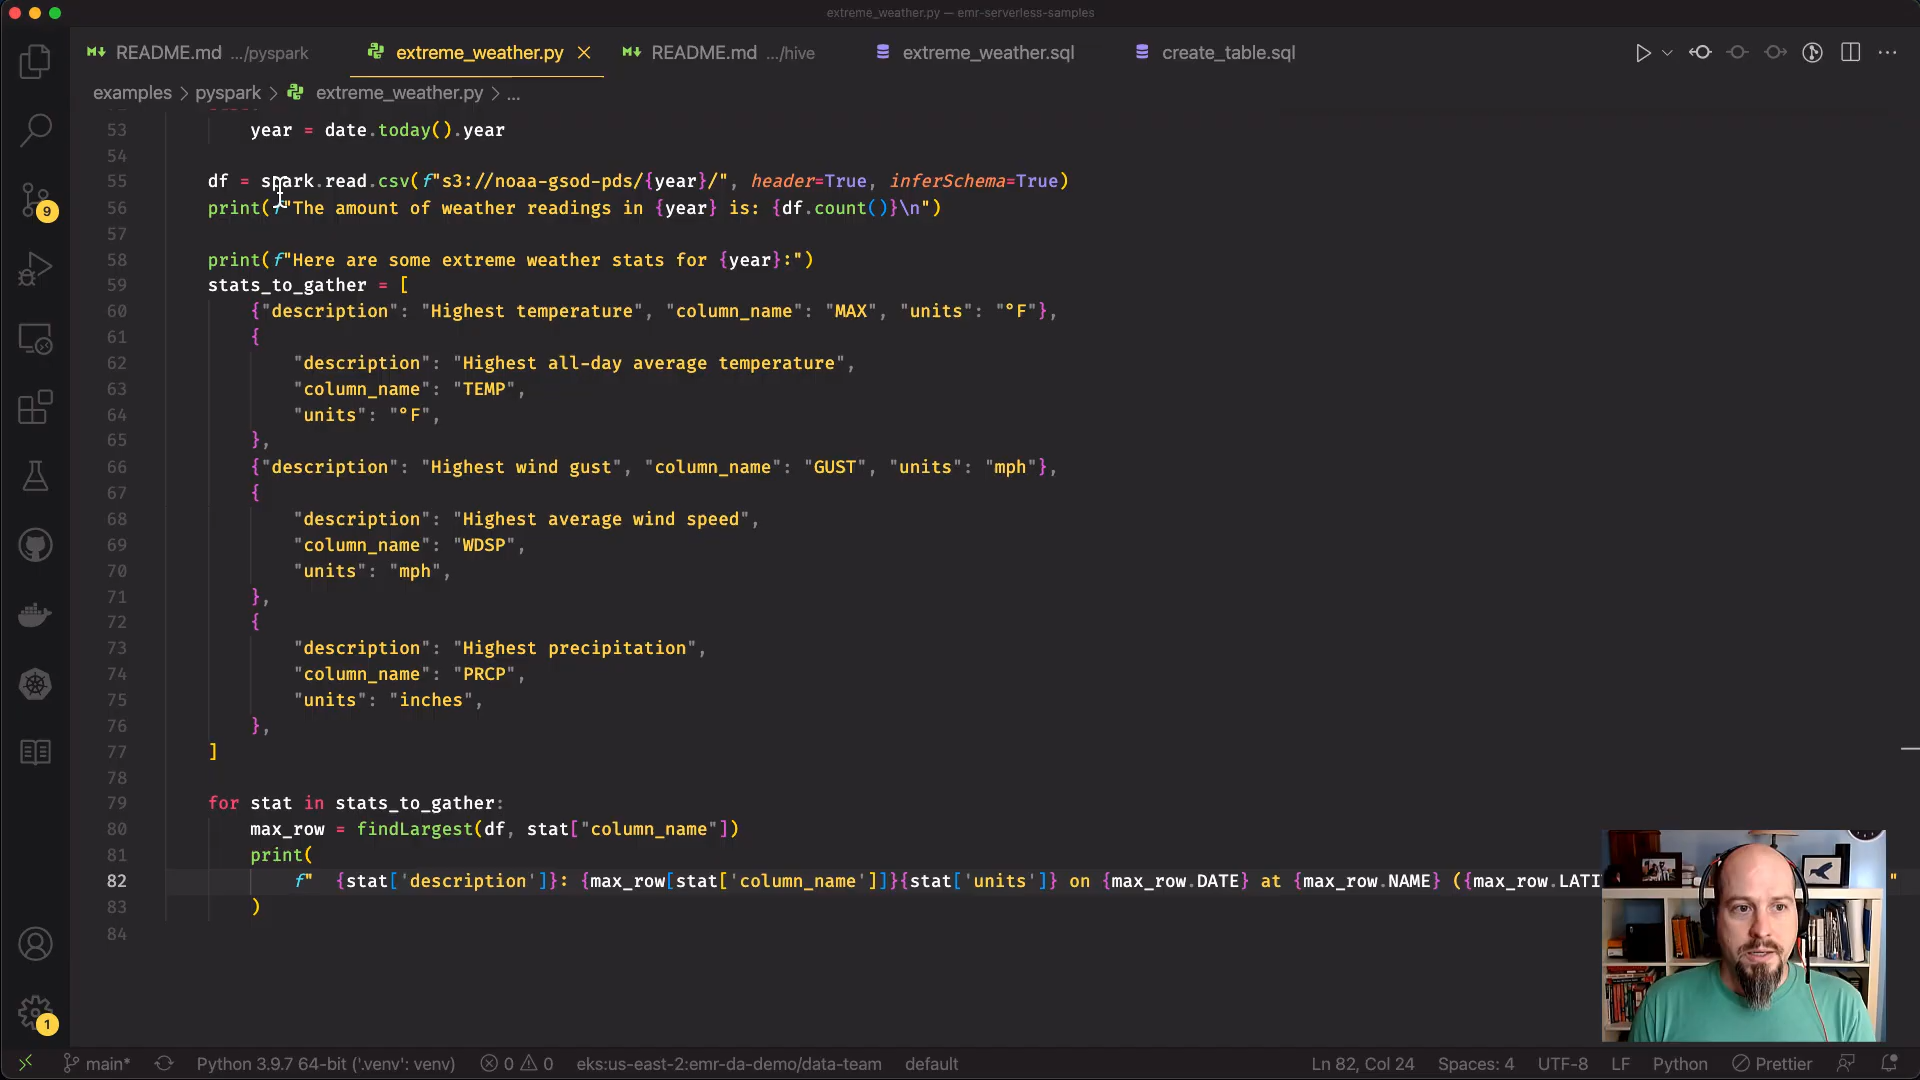 extreme_weather.py — emr-serverless-samples
README.md .../pyspark
extreme_weather.py
README.md .../hive
extreme_weather.sql
create_table.sql
examples > pyspark > extreme_weather.py > ...
53 year = date.today().year
54
55 df = spark.read.csv(f"s3://noaa-gsod-pds/{year}/", header=True, inferSchema=True)
56 print(f"The amount of weather readings in {year} is: {df.count()}\n")
57
58 print(f"Here are some extreme weather stats for {year}:")
59 stats_to_gather = [
60 {"description": "Highest temperature", "column_name": "MAX", "units": "°F"},
61 {
62 "description": "Highest all-day average temperature",
63 "column_name": "TEMP",
64 "units": "°F",
65 },
66 {"description": "Highest wind gust", "column_name": "GUST", "units": "mph"},
67 {
68 "description": "Highest average wind speed",
69 "column_name": "WDSP",
70 "units": "mph",
71 },
72 {
73 "description": "Highest precipitation",
74 "column_name": "PRCP",
75 "units": "inches",
76 },
77 ]
78
79 for stat in stats_to_gather:
80 max_row = findLargest(df, stat["column_name"])
81 print(
82 f"  {stat['description']}: {max_row[stat['column_name']]}{stat['units']} on {max_row.DATE} at {max_row.NAME} ({max_row.LATI "
83 )
84
9
1
main* Python 3.9.7 64-bit ('.venv': venv) 0 0 eks:us-east-2:emr-da-demo/data-team default Ln 82, Col 24 Spaces: 4 UTF-8 LF Python Prettier